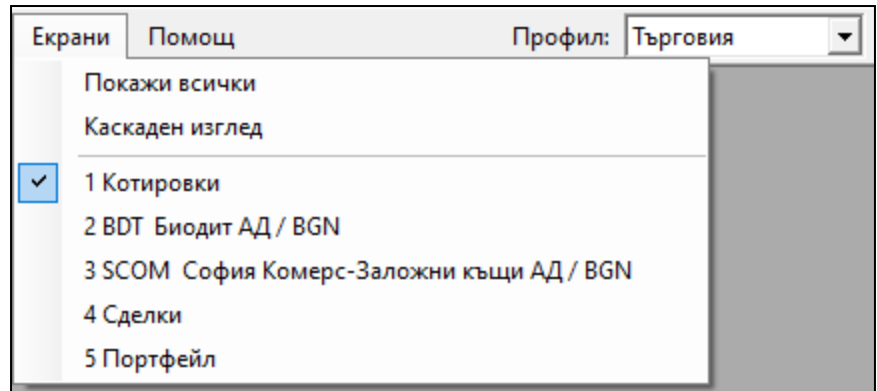 Екрани Помощ Профил: Търговия
Покажи всички
Каскаден изглед
1 Котировки
2 BDT Биодит АД / BGN
3 SCOM София Комерс-Заложни къщи АД / BGN
4 Сделки
5 Портфейл